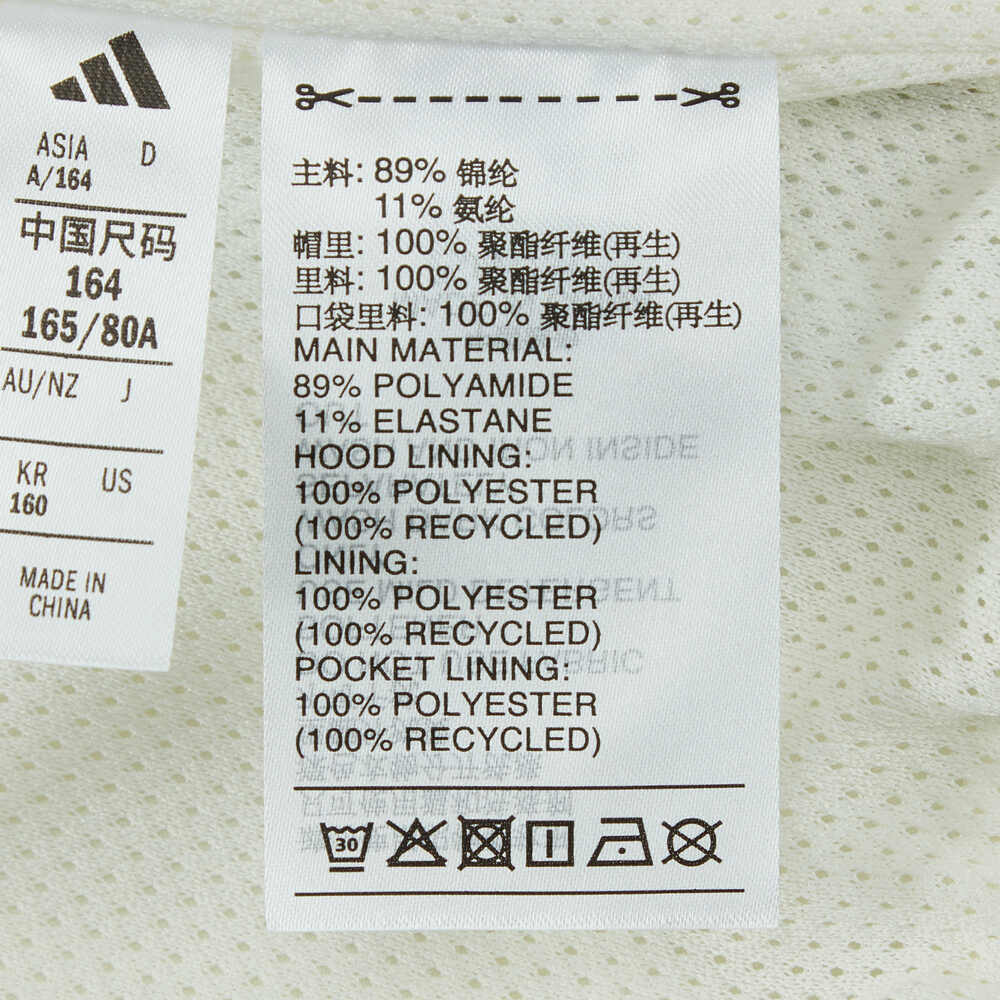 ASIA D
A/164
中国尺码
164
165/80A
AU/NZ J
KR US
160
MADE IN
CHINA
主料: 89% 锦纶
11% 氨纶
帽里: 100% 聚酯纤维(再生)
里料: 100% 聚酯纤维(再生)
口袋里料: 100% 聚酯纤维(再生)
MAIN MATERIAL:
89% POLYAMIDE
11% ELASTANE
HOOD LINING:
100% POLYESTER
(100% RECYCLED)
LINING:
100% POLYESTER
(100% RECYCLED)
POCKET LINING:
100% POLYESTER
(100% RECYCLED)
30